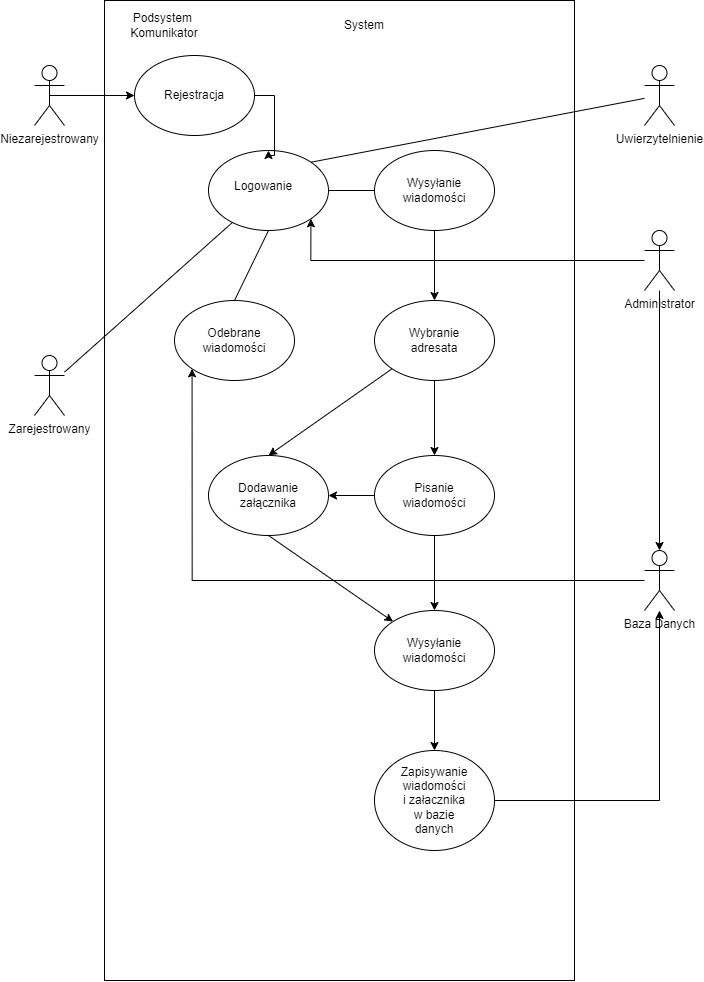 Podsystem
Komunikator
System
Rejestracja
Niezarejestrowany
Uwierzytelnienie
Logowanie
Wysyłanie
wiadomości
Administrator
Odebrane
wiadomości
Wybranie
adresata
Zarejestrowany
Dodawanie
załącznika
Pisanie
wiadomości
Baza Danych
Wysyłanie
wiadomości
Zapisywanie
wiadomości
i załacznika
w bazie
danych